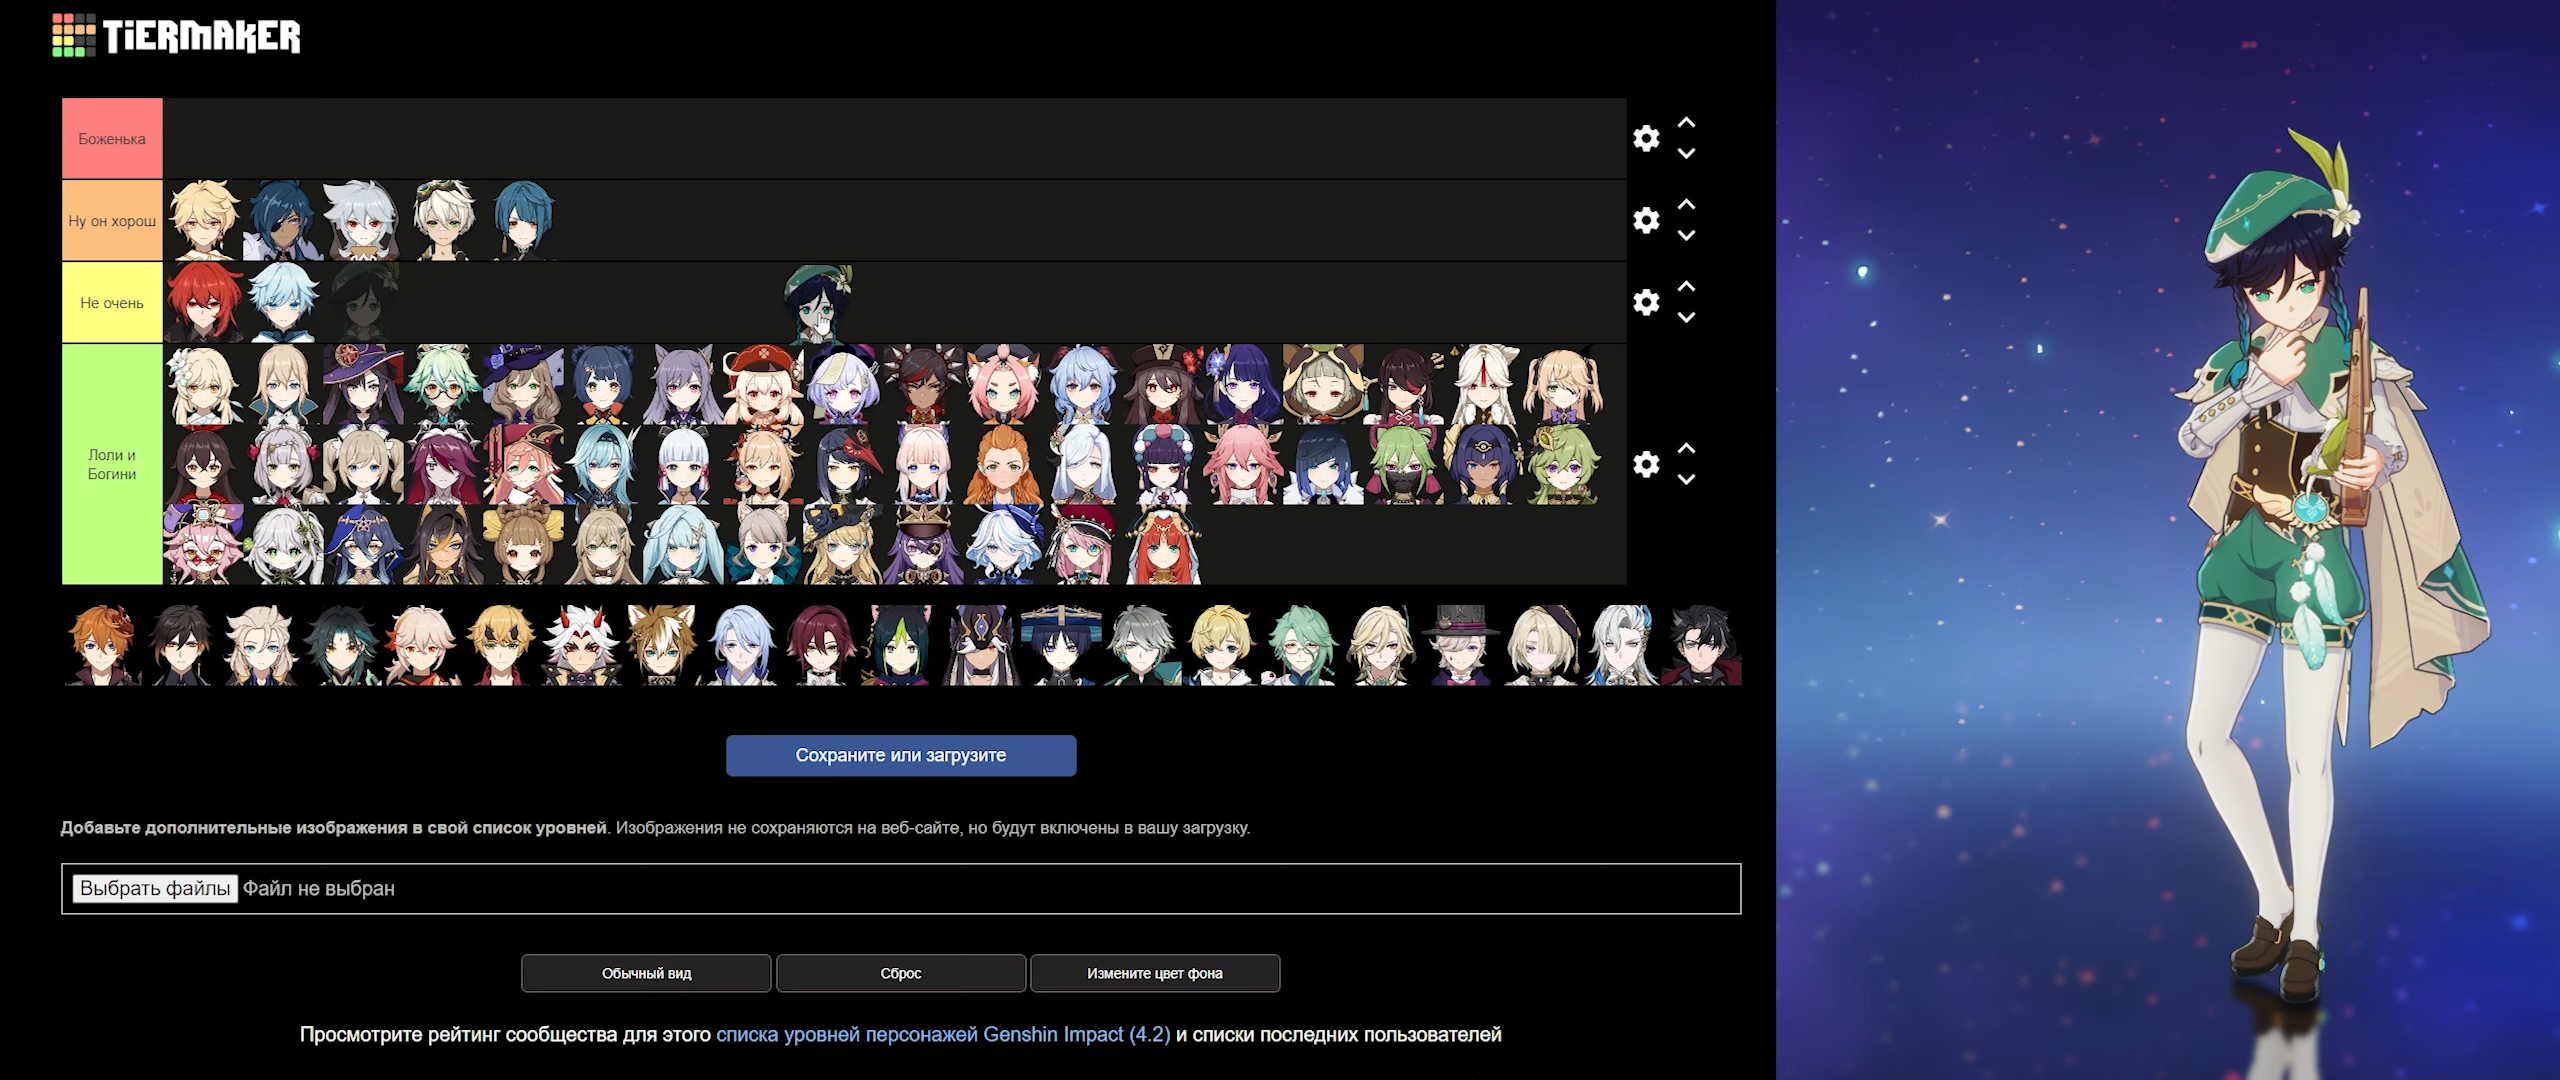 TiERMAKER
Боженька
Ну он хорош
Не очень
Лоли и
Богини
Сохраните или загрузите
Добавьте дополнительные изображения в свой список уровней. Изображения не сохраняются на веб-сайте, но будут включены в вашу загрузку.
Выбрать файлы Файл не выбран
Обычный вид
Сброс
Измените цвет фона
Просмотрите рейтинг сообщества для этого списка уровней персонажей Genshin Impact (4.2) и списки последних пользователей